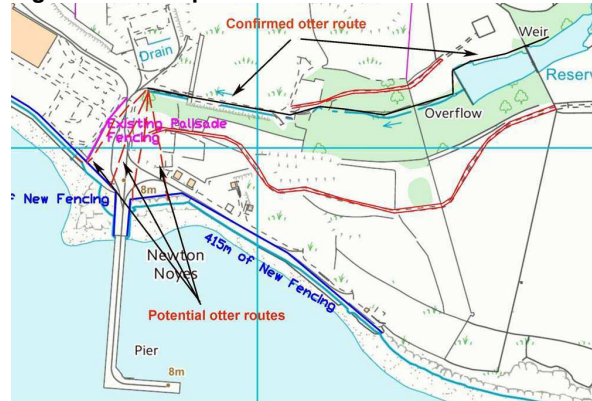 Confirmed otter route
Weir
Drain
Reserv
Overflow
Existing Palisade
Fencing
8m
of New Fencing
415m of New Fencing
Newton
Noyes
Potential otter routes
Pier
8m